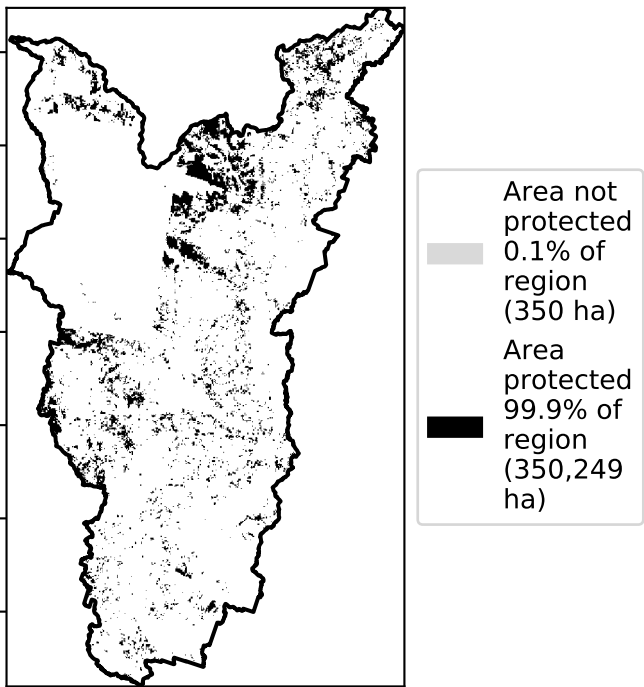 Area not
protected
0.1% of
region
(350 ha)
Area
protected
99.9% of
region
(350,249
ha)